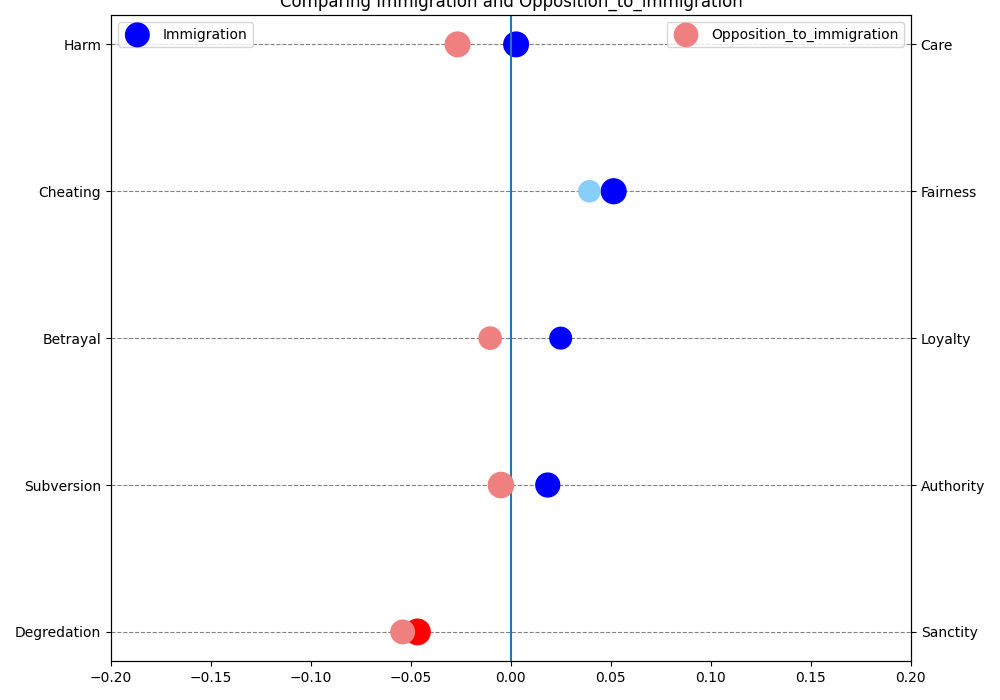 Comparing Immigration and Opposition_to_immigration
Immigration
Opposition_to_immigration
Harm
Care
Cheating
Fairness
Betrayal
Loyalty
Subversion
Authority
Degredation
Sanctity
−0.20 −0.15 −0.10 −0.05 0.00 0.05 0.10 0.15 0.20